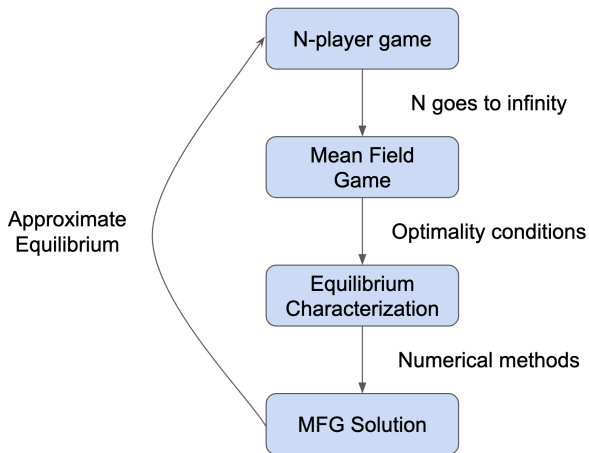 N-player game
N goes to infinity
Mean Field
Game
Approximate
Equilibrium
Optimality conditions
Equilibrium
Characterization
Numerical methods
MFG Solution